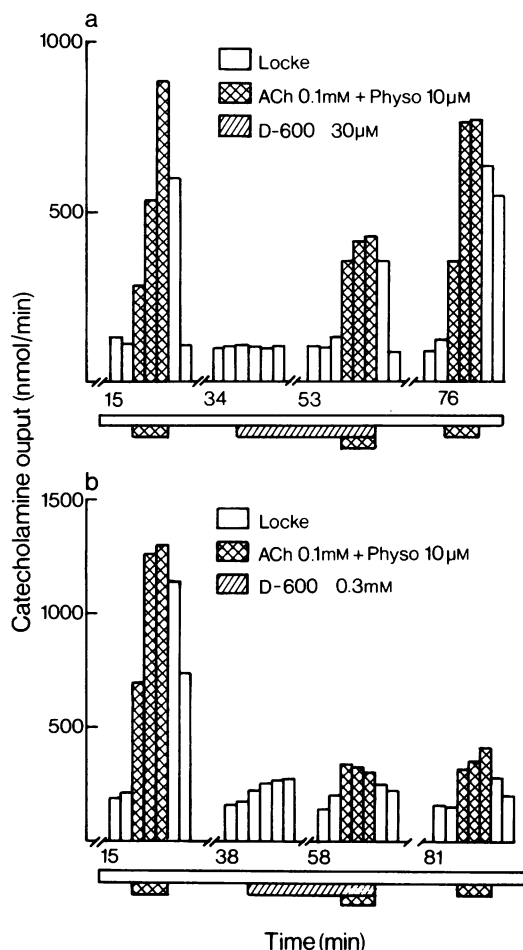 a
1000
500
Locke
ACh 0.1mM + Physo 10µM
D-600 30µM
15 34 53 76
Catecholamine ouput (nmol/min)
b
1500
1000
500
Locke
ACh 0.1mM + Physo 10µM
D-600 0.3mM
15 38 58 81
Time (min)